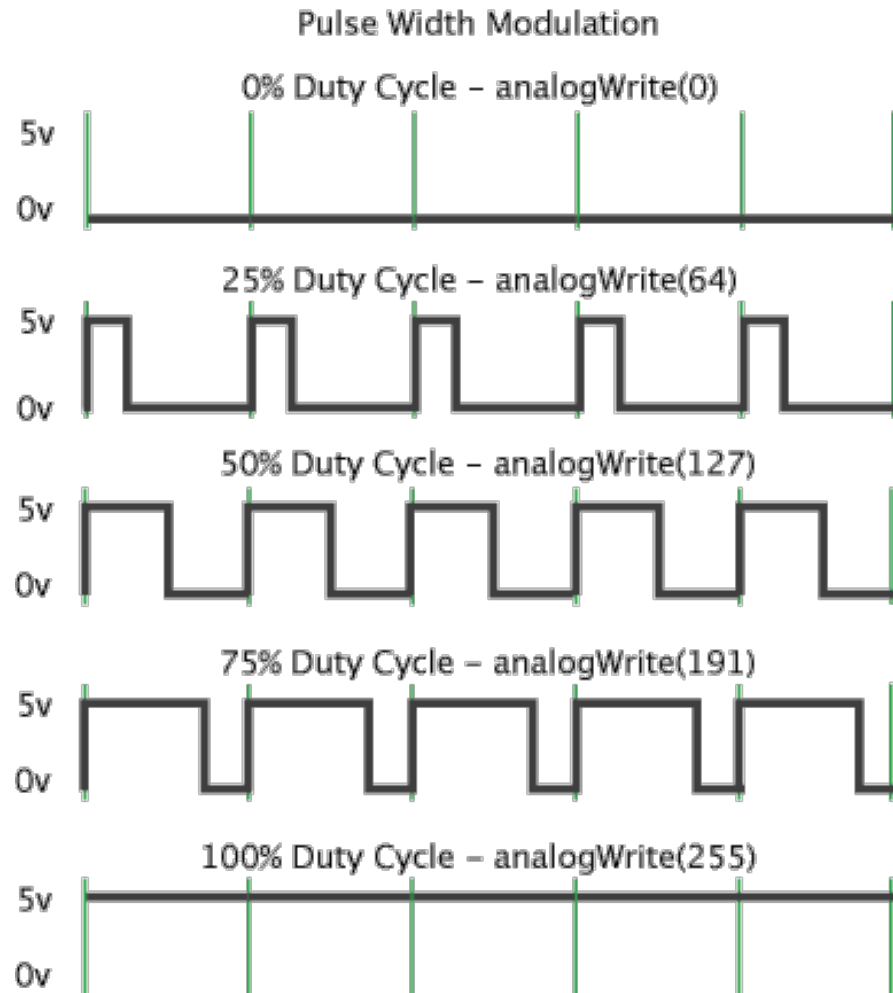 Pulse Width Modulation
0% Duty Cycle – analogWrite(0)
5v
0v
25% Duty Cycle – analogWrite(64)
5v
0v
50% Duty Cycle – analogWrite(127)
5v
0v
75% Duty Cycle – analogWrite(191)
5v
0v
100% Duty Cycle – analogWrite(255)
5v
0v